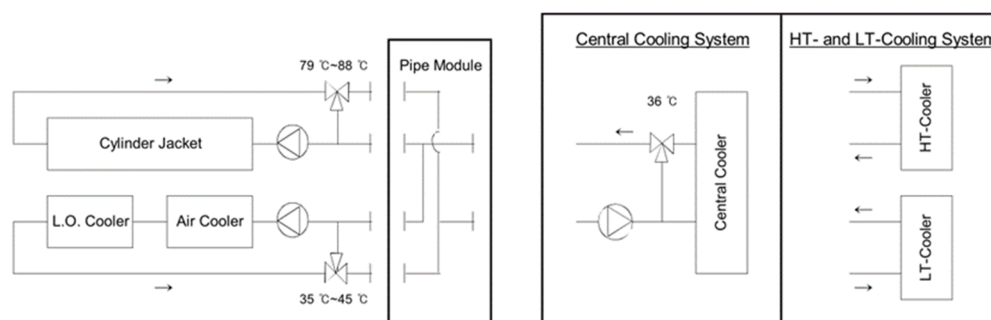 79 ℃~88 ℃
Pipe Module
Cylinder Jacket
L.O. Cooler
Air Cooler
35 ℃~45 ℃
Central Cooling System
36 ℃
Central Cooler
HT- and LT-Cooling System
HT-Cooler
LT-Cooler